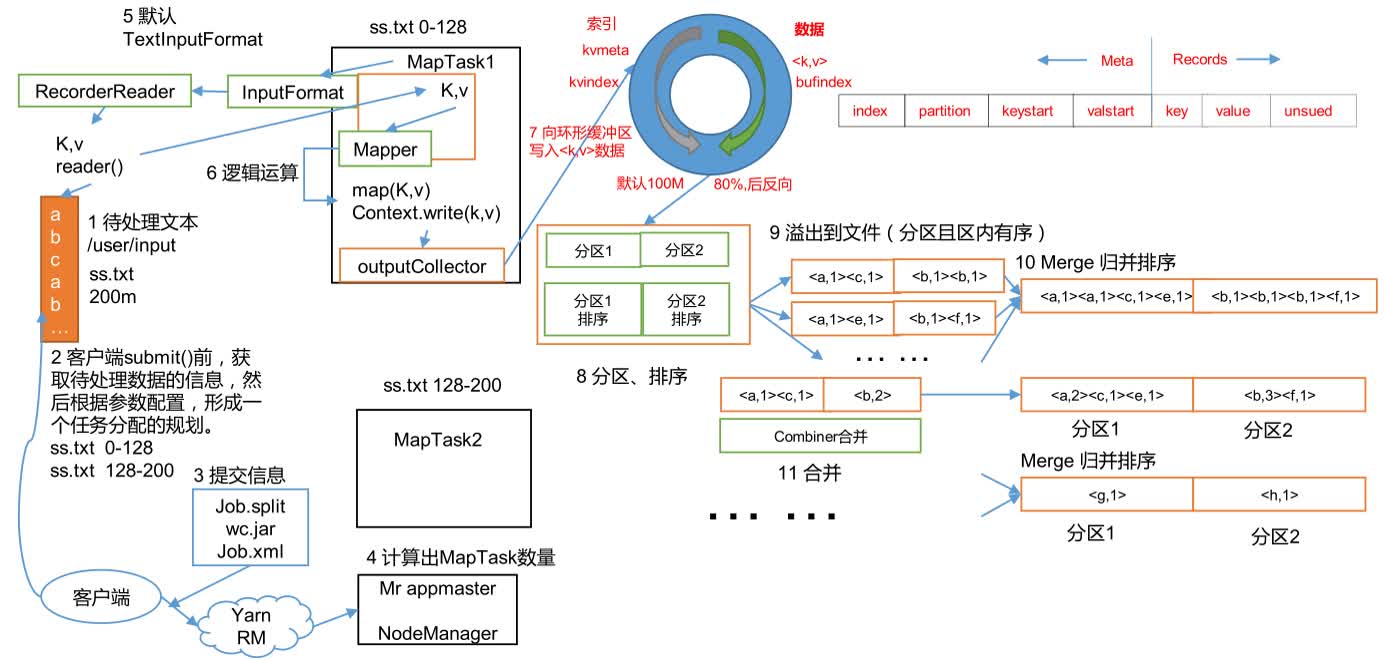 5 默认
TextInputFormat
ss.txt 0-128
MapTask1
RecorderReader
InputFormat
K,v
K,v
reader()
Mapper
6 逻辑运算
map(K,v)
Context.write(k,v)
outputCollector
a
b
c
a
b
...
1 待处理文本
/user/input
ss.txt
200m
2 客户端submit()前，获
取待处理数据的信息，然
后根据参数配置，形成一
个任务分配的规划。
ss.txt 0-128
ss.txt 128-200
3 提交信息
Job.split
wc.jar
Job.xml
客户端
Yarn
RM
4 计算出MapTask数量
Mr appmaster
NodeManager
ss.txt 128-200
MapTask2
索引
kvmeta
kvindex
数据
<k,v>
bufindex
7 向环形缓冲区
写入<k,v>数据
默认100M
80%,后反向
Meta
Records
index
partition
keystart
valstart
key
value
unsued
分区1
分区2
分区1
排序
分区2
排序
8 分区、排序
9 溢出到文件（分区且区内有序）
<a,1><c,1>
<b,1><b,1>
<a,1><e,1>
<b,1><f,1>
... ...
10 Merge 归并排序
<a,1><a,1><c,1><e,1>
<b,1><b,1><b,1><f,1>
<a,1><c,1>
<b,2>
Combiner合并
11 合并
... ...
<a,2><c,1><e,1>
<b,3><f,1>
分区1
分区2
Merge 归并排序
<g,1>
<h,1>
分区1
分区2